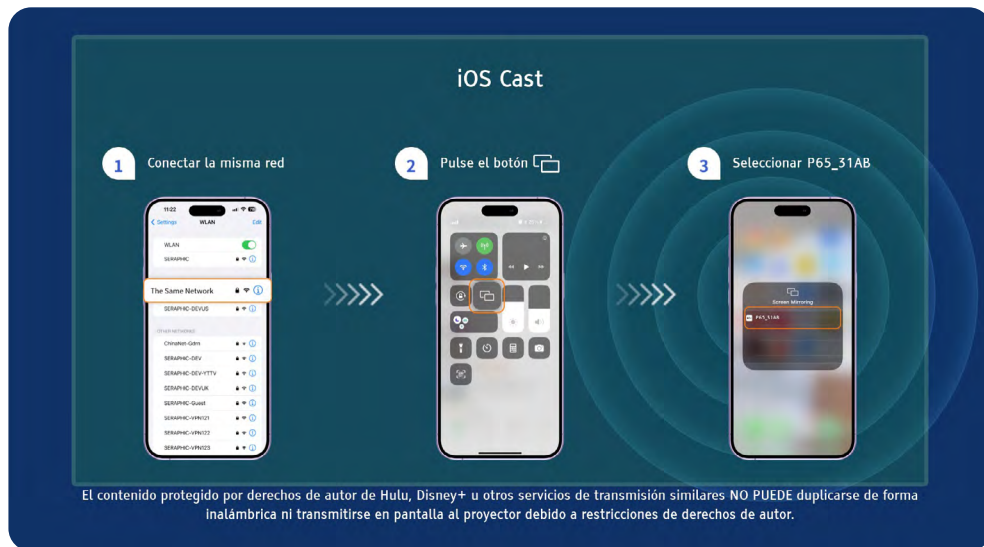 iOS Cast
1 Conectar la misma red
2 Pulse el botón
3 Seleccionar P65_31AB
11:22
Settings WLAN Edit
WLAN
SERAPHIC
The Same Network
SERAPHIC-DEVUS
OTHER NETWORKS
ChinaNet-Gdrn
SERAPHIC-DEV
SERAPHIC-DEV-YTTV
SERAPHIC-DEVUK
SERAPHIC-Guest
SERAPHIC-VPN121
SERAPHIC-VPN122
SERAPHIC-VPN123
Screen Mirroring
P65_31AB
El contenido protegido por derechos de autor de Hulu, Disney+ u otros servicios de transmisión similares NO PUEDE duplicarse de forma
inalámbrica ni transmitirse en pantalla al proyector debido a restricciones de derechos de autor.